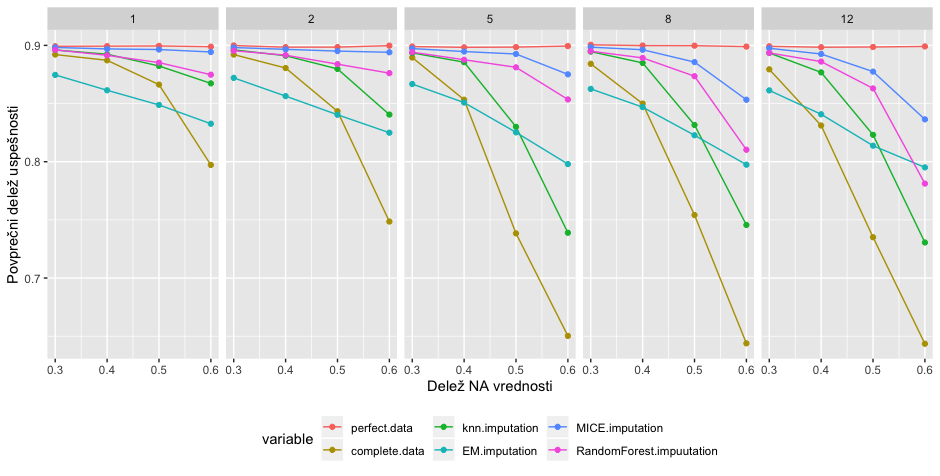 1 2 5 8 12
Povprečni delež uspešnosti
0.9
0.8
0.7
0.3 0.4 0.5 0.6 0.3 0.4 0.5 0.6 0.3 0.4 0.5 0.6 0.3 0.4 0.5 0.6 0.3 0.4 0.5 0.6
Delež NA vrednosti
variable
perfect.data knn.imputation MICE.imputation
complete.data EM.imputation RandomForest.impuutation